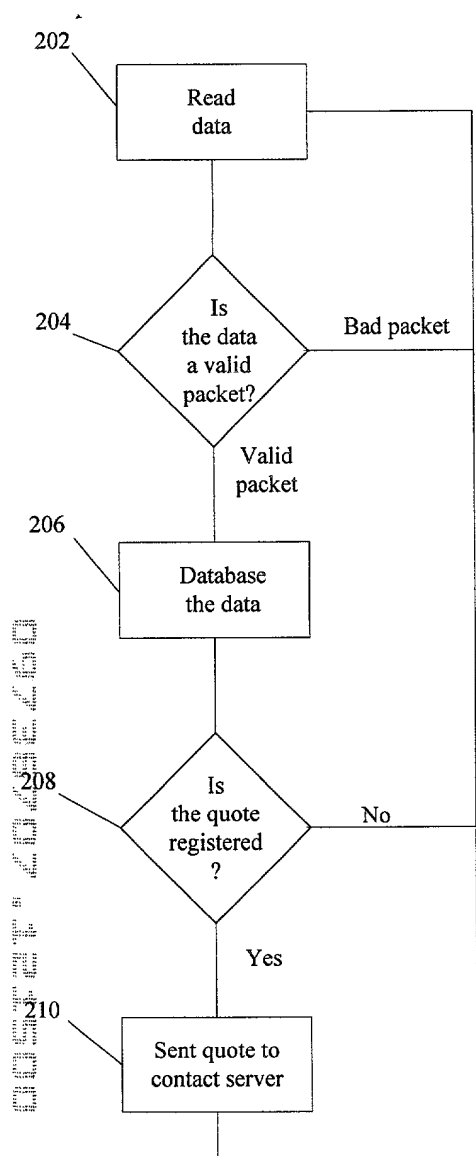 202
Read
data
204
Is
the data
a valid
packet?
Bad packet
Valid
packet
206
Database
the data
208
Is
the quote
registered
?
No
Yes
210
Sent quote to
contact server